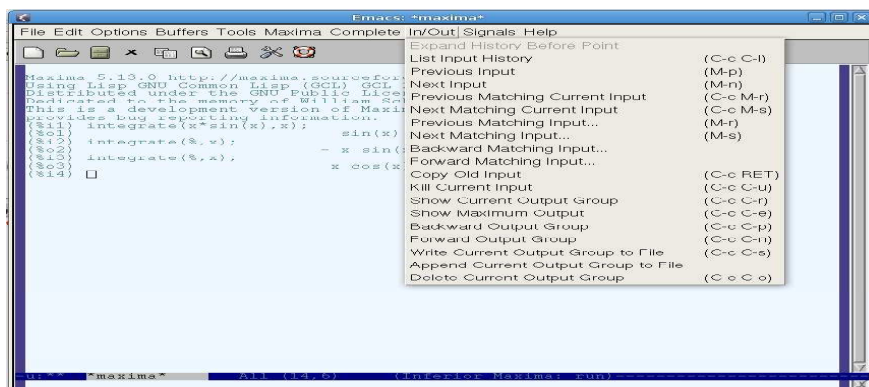 Emacs: *maxima*
File Edit Options Buffers Tools Maxima Complete In/Out Signals Help
Expand History Before Point
List Input History (C-c C-l)
Previous Input (M-p)
Next Input (M-n)
Previous Matching Current Input (C-c M-r)
Next Matching Current Input (C-c M-s)
Previous Matching Input... (M-r)
Next Matching Input... (M-s)
Backward Matching Input...
Forward Matching Input...
Copy Old Input (C-c RET)
Kill Current Input (C-c C-u)
Show Current Output Group (C-c C-r)
Show Maximum Output (C-c C-e)
Backward Output Group (C-c C-p)
Forward Output Group (C-c C-n)
Write Current Output Group to File (C-c C-s)
Append Current Output Group to File
Delete Current Output Group (C-c C-o)
Maxima 5.13.0 http://maxima.sourcefor
Using Lisp GNU Common Lisp (GCL) GCL
Distributed under the GNU Public Lice
Dedicated to the memory of William Sc
This is a development version of Maxi
provides bug reporting information.
(%i1) integrate(x*sin(x),x);
(%o1) sin(x)
(%i2) integrate(%,x);
(%o2) - x sin(
(%i3) integrate(%,x);
(%o3) x cos(x
(%i4)
-u:** *maxima* All (14,6) (Inferior Maxima: run)